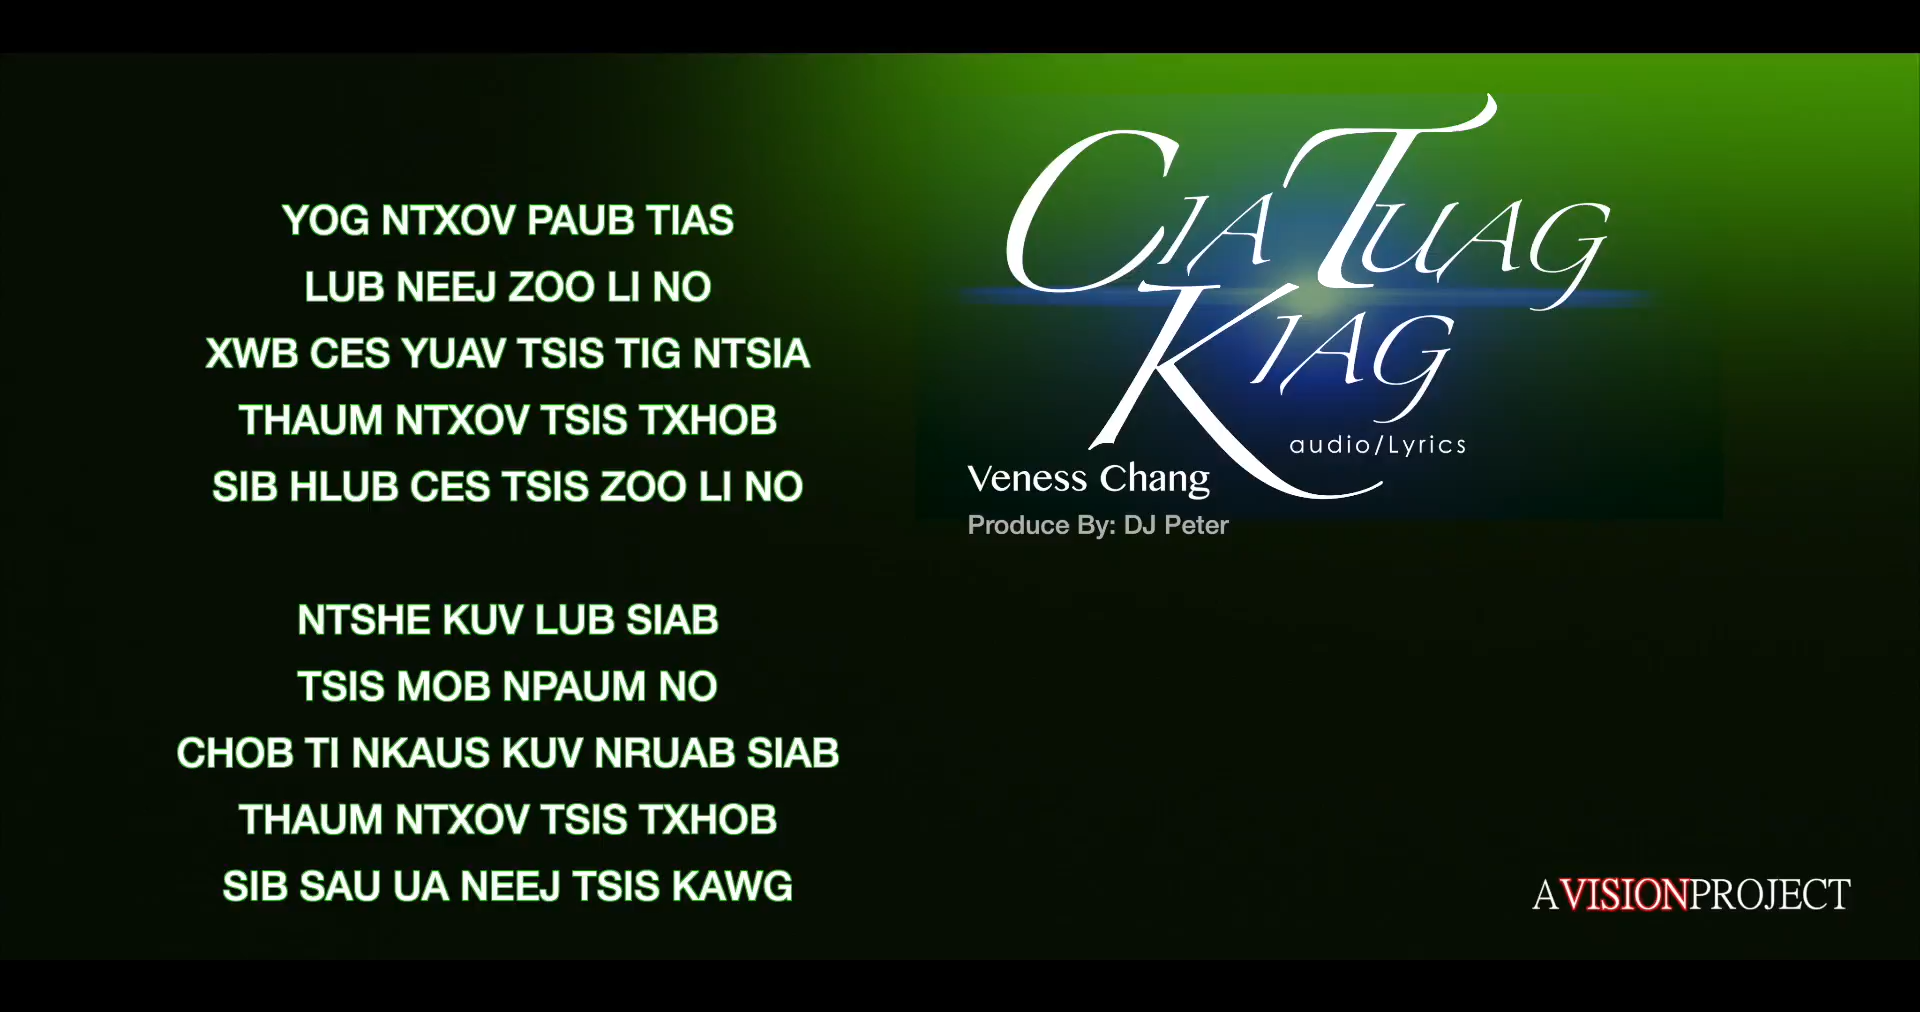 YOG NTXOV PAUB TIAS
LUB NEEJ ZOO LI NO
XWB CES YUAV TSIS TIG NTSIA
THAUM NTXOV TSIS TXHOB
SIB HLUB CES TSIS ZOO LI NO
NTSHE KUV LUB SIAB
TSIS MOB NPAUM NO
CHOB TI NKAUS KUV NRUAB SIAB
THAUM NTXOV TSIS TXHOB
SIB SAU UA NEEJ TSIS KAWG
CIA TUAG
KIAG
audio/Lyrics
Veness Chang
Produce By: DJ Peter
AVISIONPROJECT